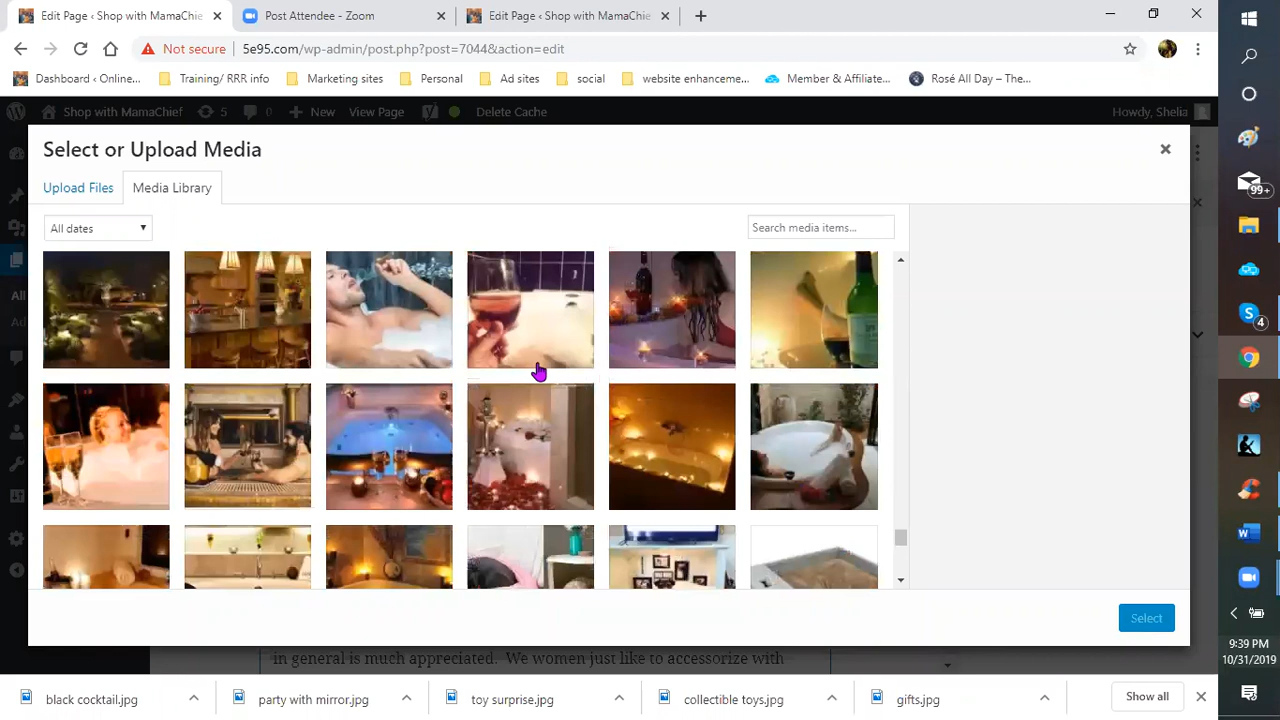 Edit Page ‹ Shop with MamaChief
Post Attendee - Zoom
Edit Page ‹ Shop with MamaChief
Not secure
5e95.com/wp-admin/post.php?post=7044&action=edit
Dashboard ‹ Online...
Training/ RRR info
Marketing sites
Personal
Ad sites
social
website enhanceme...
Member & Affiliate...
Rosé All Day – The...
Shop with MamaChief
5
0
New
View Page
Delete Cache
Howdy, Shelia
Select or Upload Media
Upload Files
Media Library
All dates
Search media items...
All
Ad
Select
in general is much appreciated. We women just like to accessorize with
black cocktail.jpg
party with mirror.jpg
toy surprise.jpg
collectible toys.jpg
gifts.jpg
Show all
99+
4
9:39 PM
10/31/2019